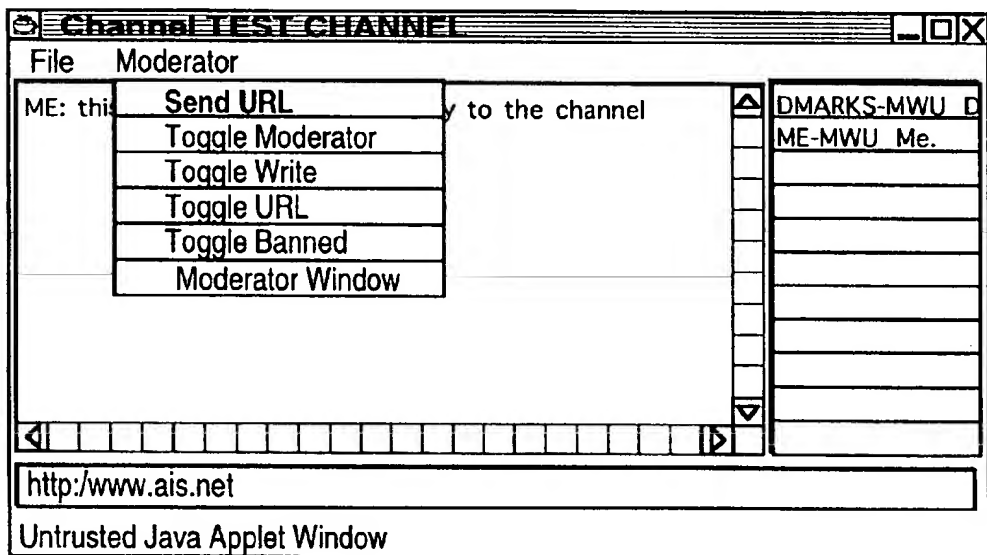 Channel TEST CHANNEL
File Moderator
ME: this y to the channel
Send URL
Toggle Moderator
Toggle Write
Toggle URL
Toggle Banned
Moderator Window
DMARKS-MWU D
ME-MWU Me.
http:/www.ais.net
Untrusted Java Applet Window